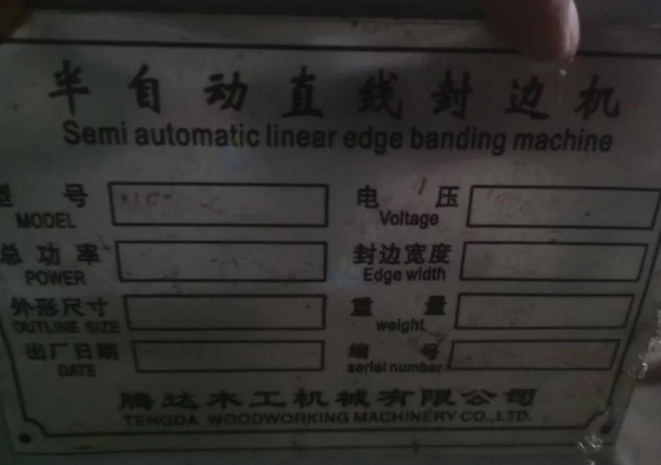 半自动直线封边机
Semi automatic linear edge banding machine
型号 电压
MODEL Voltage
总功率 封边宽度
POWER Edge width
外形尺寸 重量
OUTLINE SIZE weight
出厂日期 编号
DATE serial number
腾达木工机械有限公司
TENGDA WOODWORKING MACHINERY CO.,LTD.